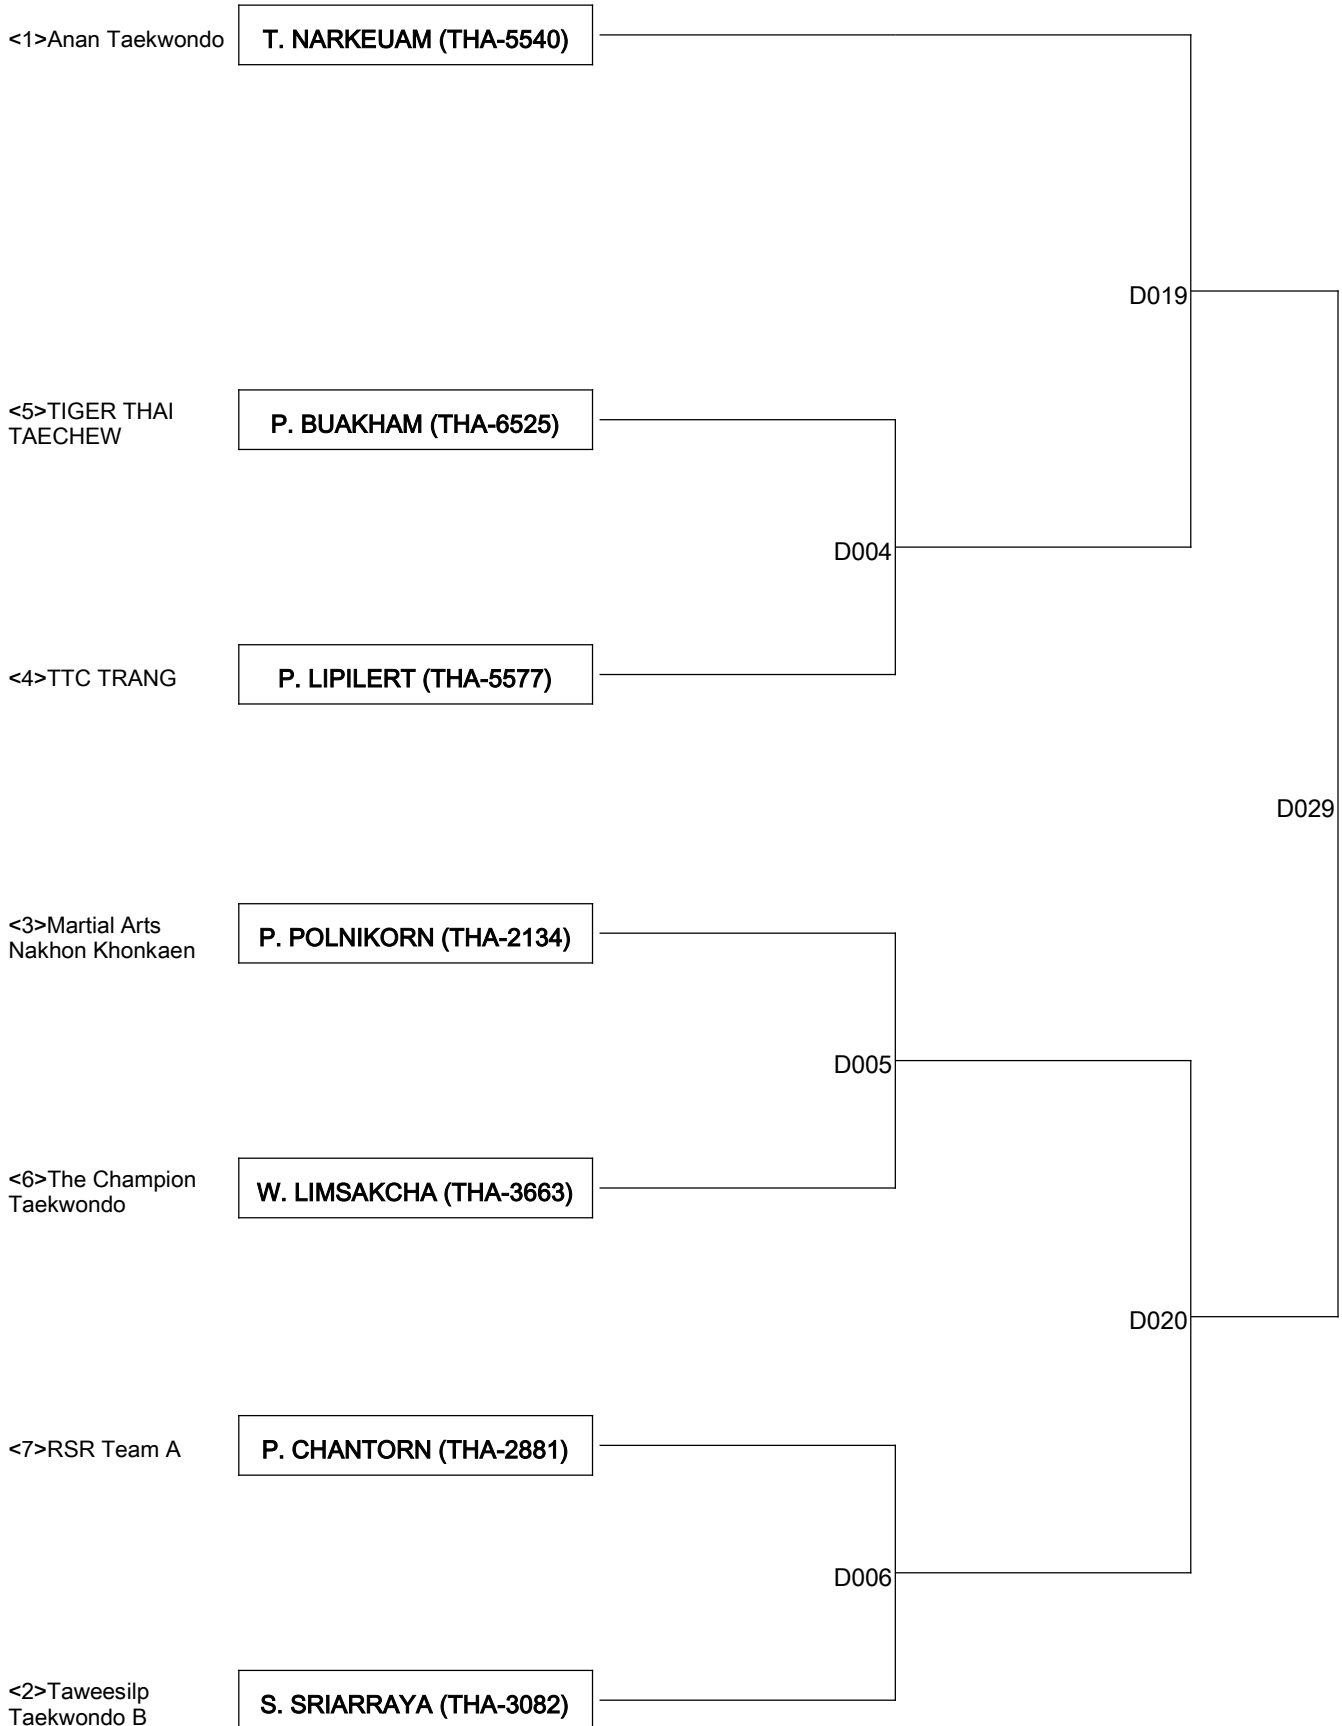 <1>Anan Taekwondo
T. NARKEUAM (THA-5540)
D019
<5>TIGER THAI
TAECHEW
P. BUAKHAM (THA-6525)
D004
<4>TTC TRANG
P. LIPILERT (THA-5577)
D029
<3>Martial Arts
Nakhon Khonkaen
P. POLNIKORN (THA-2134)
D005
<6>The Champion
Taekwondo
W. LIMSAKCHA (THA-3663)
D020
<7>RSR Team A
P. CHANTORN (THA-2881)
D006
<2>Taweesilp
Taekwondo B
S. SRIARRAYA (THA-3082)